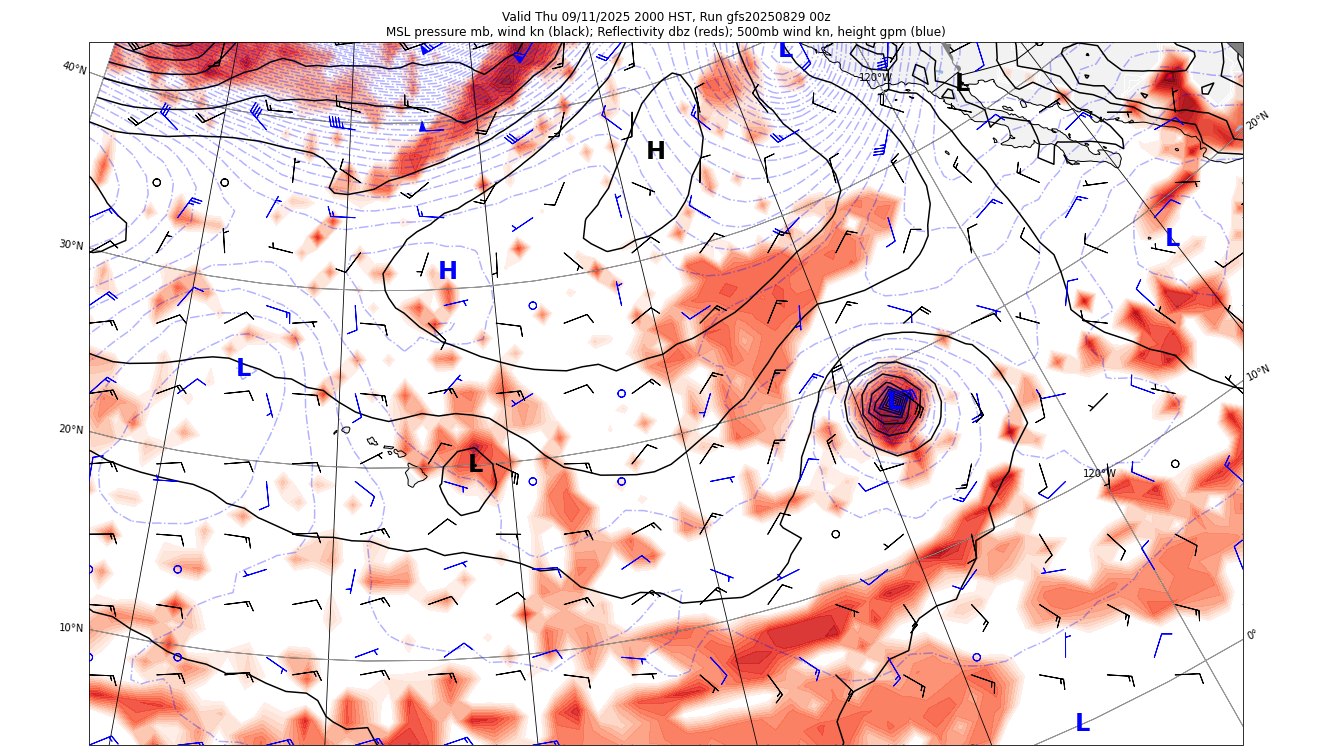 Valid Thu 09/11/2025 2000 HST, Run gfs20250829 00z
MSL pressure mb, wind kn (black); Reflectivity dbz (reds); 500mb wind kn, height gpm (blue)
L
120°W
40°N
L
20°N
H
L
30°N
H
L
10°N
L
20°N
L
120°W
10°N
0°
L